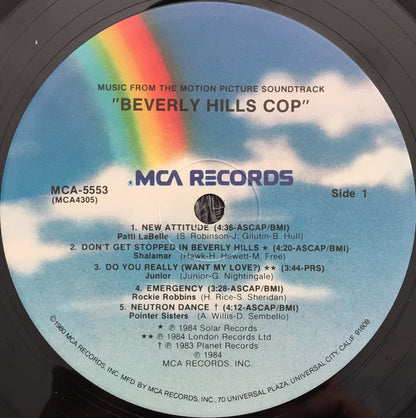 MUSIC FROM THE MOTION PICTURE SOUNDTRACK
"BEVERLY HILLS COP"
MCA RECORDS
MCA-5553
(MCA4305)
Side 1
1. NEW ATTITUDE (4:36-ASCAP/BMI)
Patti LaBelle (S. Robinson-J. Gilutin-B. Hull)
2. DON'T GET STOPPED IN BEVERLY HILLS ★ (4:20-ASCAP/BMI)
Shalamar (Hawk-H. Hewett-M. Free)
3. DO YOU REALLY (WANT MY LOVE?) ★★ (3:44-PRS)
Junior (Junior-G. Nightingale)
4. EMERGENCY (3:28-ASCAP/BMI)
Rockie Robbins (H. Rice-S. Sheridan)
5. NEUTRON DANCE † (4:12-ASCAP/BMI)
Pointer Sisters (A. Willis-D. Sembello)
★ ℗ 1984 Solar Records
★★ ℗ 1984 London Records Ltd.
† ℗ 1983 Planet Records
℗ 1984
MCA RECORDS, INC.
©1980 MCA RECORDS, INC. MFD. BY MCA RECORDS, INC., 70 UNIVERSAL PLAZA, UNIVERSAL CITY, CALIF. 91608